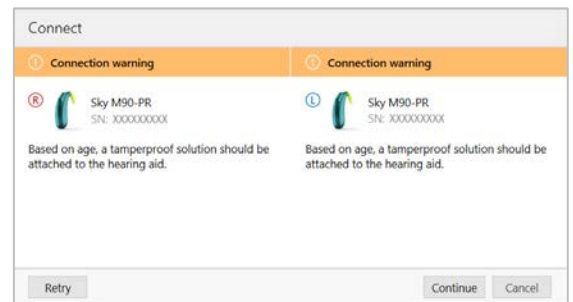 Connect
Connection warning
Connection warning
R
Sky M90-PR
SN: XXXXXXXXX
Based on age, a tamperproof solution should be
attached to the hearing aid.
L
Sky M90-PR
SN: XXXXXXXXX
Based on age, a tamperproof solution should be
attached to the hearing aid.
Retry
Continue
Cancel